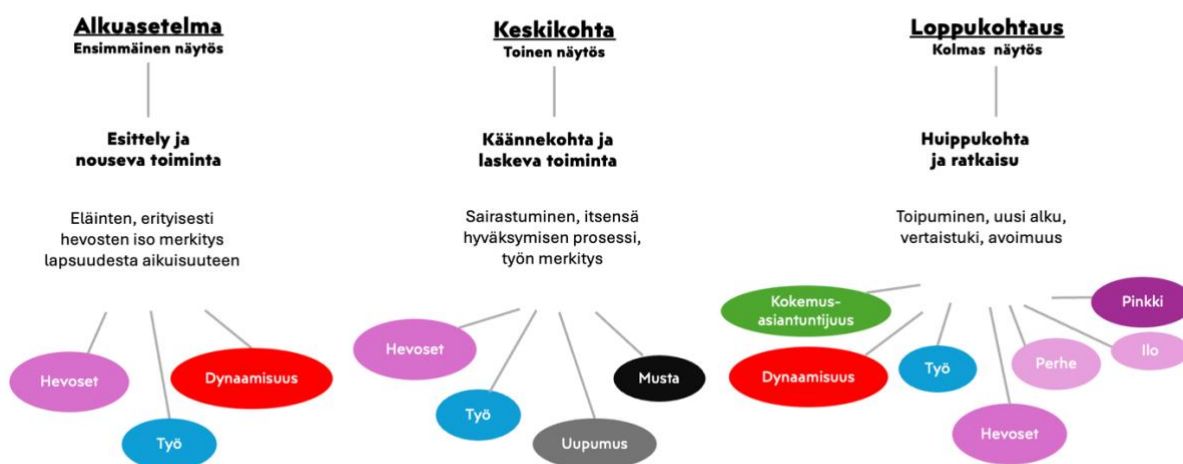 Alkuasetelma
Ensimmäinen näytös
Esittely ja
nouseva toiminta
Eläinten, erityisesti
hevosten iso merkitys
lapsuudesta aikuisuuteen
Hevoset
Dynaamisuus
Työ
Keskikohta
Toinen näytös
Käännekohta ja
laskeva toiminta
Sairastuminen, itsensä
hyväksymisen prosessi,
työn merkitys
Hevoset
Musta
Työ
Uupumus
Loppukohtaus
Kolmas näytös
Huippukohta
ja ratkaisu
Toipuminen, uusi alku,
vertaistuki, avoimuus
Kokemus-
asiantuntijuus
Pinkki
Dynaamisuus
Työ
Perhe
Ilo
Hevoset